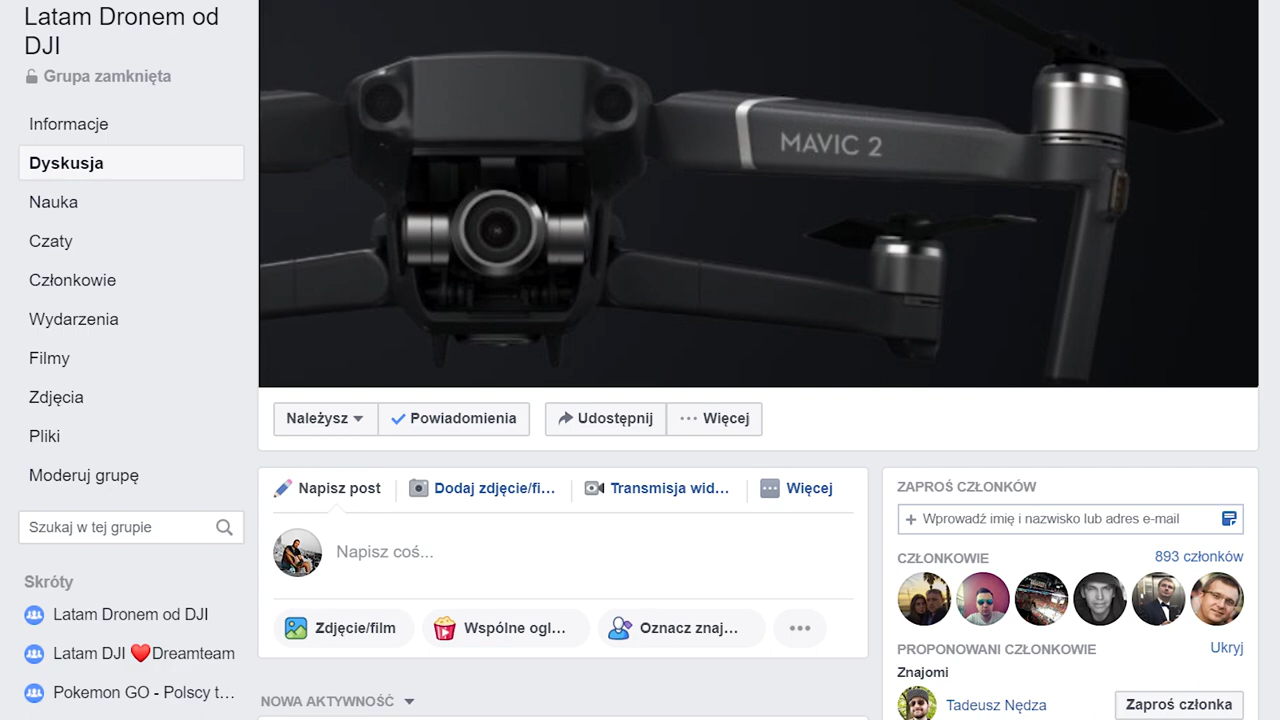 Latam Dronem od
DJI
Grupa zamknięta
Informacje
Dyskusja
Nauka
Czaty
Członkowie
Wydarzenia
Filmy
Zdjęcia
Pliki
Moderuj grupę
Szukaj w tej grupie
Skróty
Latam Dronem od DJI
Latam DJI ❤️Dreamteam
Pokemon GO - Polscy t…
MAVIC 2
Należysz
Powiadomienia
Udostępnij
Więcej
Napisz post
Dodaj zdjęcie/fi…
Transmisja wid…
Więcej
Napisz coś...
Zdjęcie/film
Wspólne ogl…
Oznacz znaj…
NOWA AKTYWNOŚĆ
ZAPROŚ CZŁONKÓW
+ Wprowadź imię i nazwisko lub adres e-mail
CZŁONKOWIE
893 członków
PROPONOWANI CZŁONKOWIE
Ukryj
Znajomi
Tadeusz Nędza
Zaproś członka